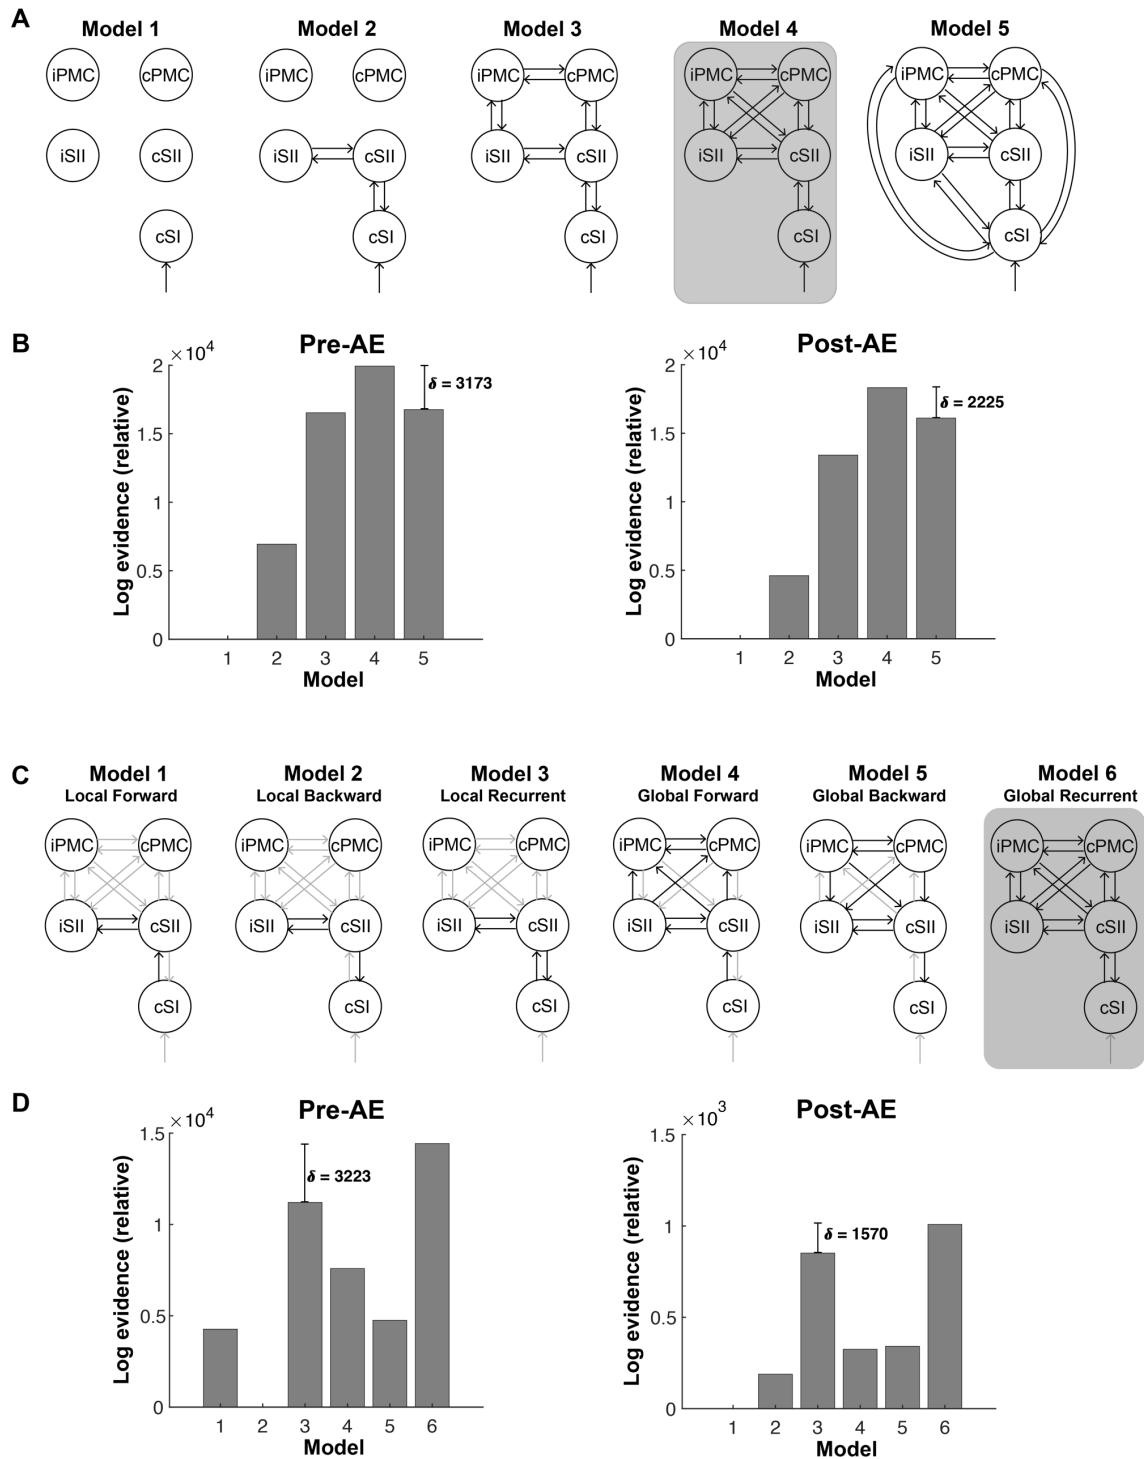 A
Model 1 Model 2 Model 3 Model 4 Model 5
iPMC cPMC iPMC cPMC iPMC cPMC iPMC cPMC iPMC cPMC
iSII cSII iSII cSII iSII cSII iSII cSII iSII cSII
cSI cSI cSI cSI cSI
B
Pre-AE Post-AE
×10⁴ ×10⁴
Log evidence (relative) Log evidence (relative)
2 2
δ = 3173 δ = 2225
1.5 1.5
1 1
0.5 0.5
0 0
1 2 3 4 5 1 2 3 4 5
Model Model
C
Model 1 Model 2 Model 3 Model 4 Model 5 Model 6
Local Forward Local Backward Local Recurrent Global Forward Global Backward Global Recurrent
iPMC cPMC iPMC cPMC iPMC cPMC iPMC cPMC iPMC cPMC iPMC cPMC
iSII cSII iSII cSII iSII cSII iSII cSII iSII cSII iSII cSII
cSI cSI cSI cSI cSI cSI
D
Pre-AE Post-AE
×10⁴ ×10³
Log evidence (relative) Log evidence (relative)
1.5 1.5
δ = 3223 δ = 1570
1 1
0.5 0.5
0 0
1 2 3 4 5 6 1 2 3 4 5 6
Model Model